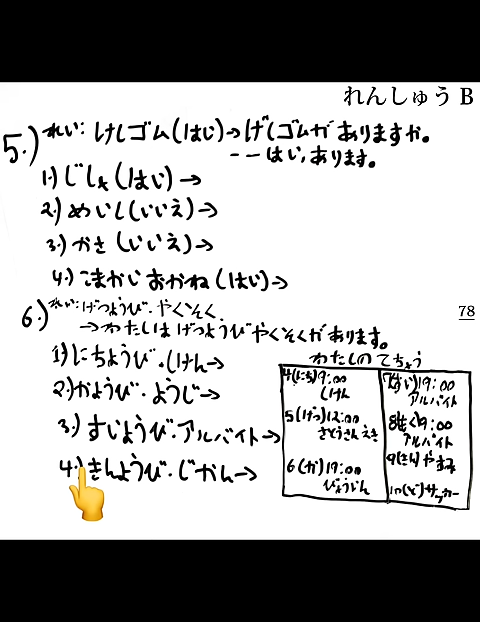 れんしゅう B
5.) れい: けしゴム(はい)→げしゴムが ありますか。
－－はい、あります。
1.) じしょ (はい) →
2.) めいし(いいえ)→
3.) かさ (いいえ)→
4.) こまかい おかね (はい)→
78
6.) れい: げつようび・やくそく.
→わたしは げつようび やくそくが あります。
1.) にちようび・しけん→
2.) かようび・ようじ→
3.) すいようび・アルバイト→
4.) きんようび・じかん→
わたしの てちょう
4(にち) 9:00
しけん
5 (げつ) 12:00
さとうさん えき
6 (か) 19:00
びょういん
7(すい) 19:00
アルバイト
8 9:00
アルバイト
9(きん) やすみ
10(ど) サッカー